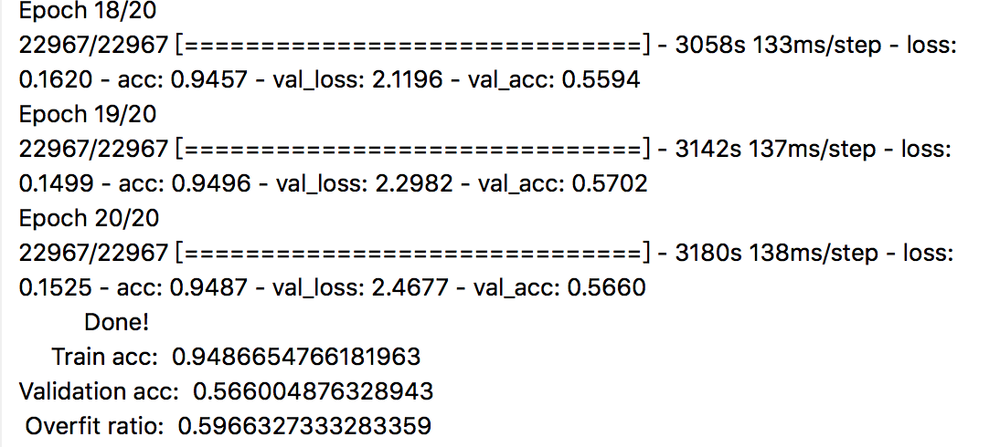 Epoch 18/20
22967/22967 [==============================] - 3058s 133ms/step - loss:
0.1620 - acc: 0.9457 - val_loss: 2.1196 - val_acc: 0.5594
Epoch 19/20
22967/22967 [==============================] - 3142s 137ms/step - loss:
0.1499 - acc: 0.9496 - val_loss: 2.2982 - val_acc: 0.5702
Epoch 20/20
22967/22967 [==============================] - 3180s 138ms/step - loss:
0.1525 - acc: 0.9487 - val_loss: 2.4677 - val_acc: 0.5660
Done!
Train acc: 0.9486654766181963
Validation acc: 0.566004876328943
Overfit ratio: 0.5966327333283359